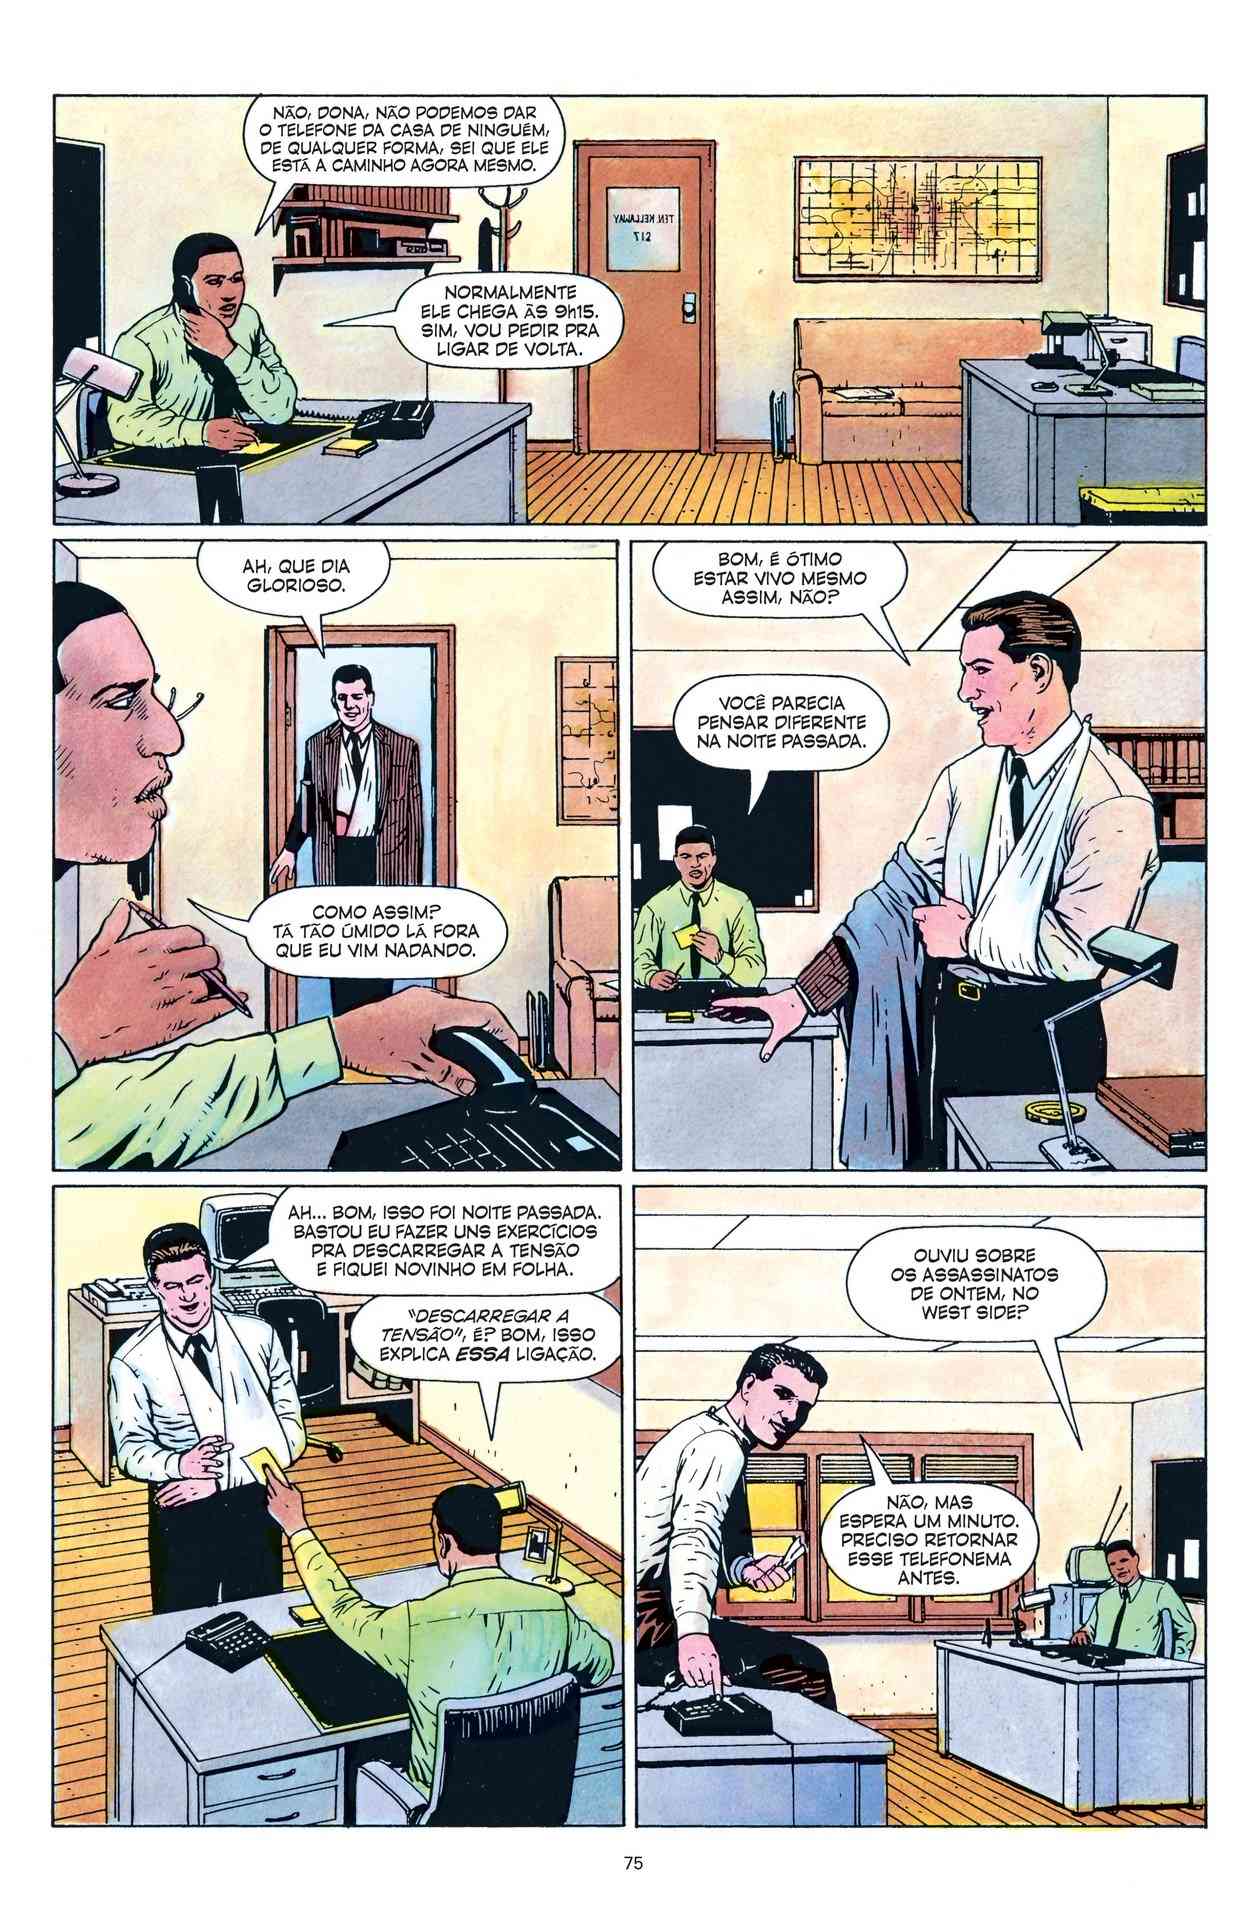 NÃO, DONA, NÃO PODEMOS DAR
O TELEFONE DA CASA DE NINGUÉM,
DE QUALQUER FORMA, SEI QUE ELE
ESTÁ A CAMINHO AGORA MESMO.
TEN. KELLAWAY
217
NORMALMENTE
ELE CHEGA ÀS 9h15.
SIM, VOU PEDIR PRA
LIGAR DE VOLTA.
AH, QUE DIA
GLORIOSO.
COMO ASSIM?
TÁ TÃO ÚMIDO LÁ FORA
QUE EU VIM NADANDO.
BOM, É ÓTIMO
ESTAR VIVO MESMO
ASSIM, NÃO?
VOCÊ PARECIA
PENSAR DIFERENTE
NA NOITE PASSADA.
AH... BOM, ISSO FOI NOITE PASSADA.
BASTOU EU FAZER UNS EXERCÍCIOS
PRA DESCARREGAR A TENSÃO
E FIQUEI NOVINHO EM FOLHA.
"DESCARREGAR A
TENSÃO", É? BOM, ISSO
EXPLICA ESSA LIGAÇÃO.
OUVIU SOBRE
OS ASSASSINATOS
DE ONTEM, NO
WEST SIDE?
NÃO, MAS
ESPERA UM MINUTO.
PRECISO RETORNAR
ESSE TELEFONEMA
ANTES.
75